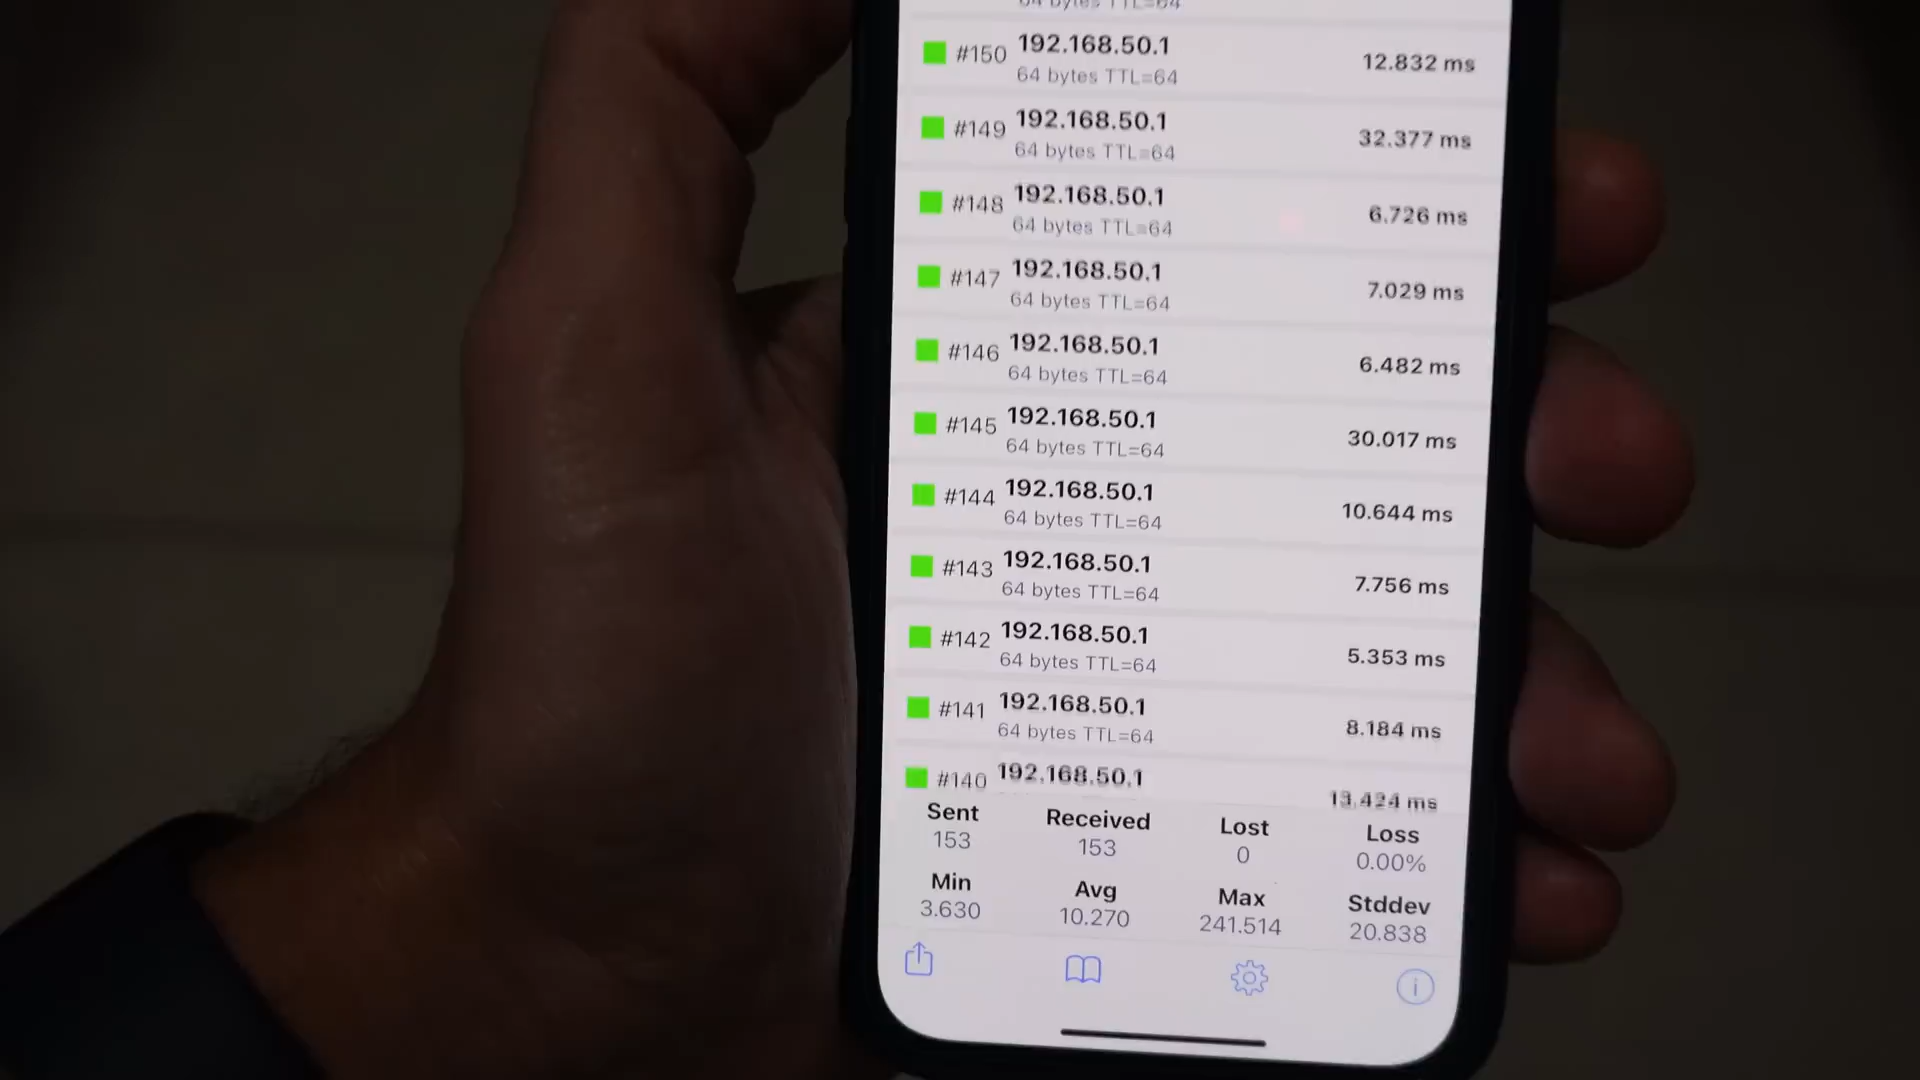 64 bytes TTL=64
#150 192.168.50.1 12.832 ms
64 bytes TTL=64
#149 192.168.50.1 32.377 ms
64 bytes TTL=64
#148 192.168.50.1 6.726 ms
64 bytes TTL=64
#147 192.168.50.1 7.029 ms
64 bytes TTL=64
#146 192.168.50.1 6.482 ms
64 bytes TTL=64
#145 192.168.50.1 30.017 ms
64 bytes TTL=64
#144 192.168.50.1 10.644 ms
64 bytes TTL=64
#143 192.168.50.1 7.756 ms
64 bytes TTL=64
#142 192.168.50.1 5.353 ms
64 bytes TTL=64
#141 192.168.50.1 8.184 ms
64 bytes TTL=64
#140 192.168.50.1 13.424 ms
Sent Received Lost Loss
153 153 0 0.00%
Min Avg Max Stddev
3.630 10.270 241.514 20.838